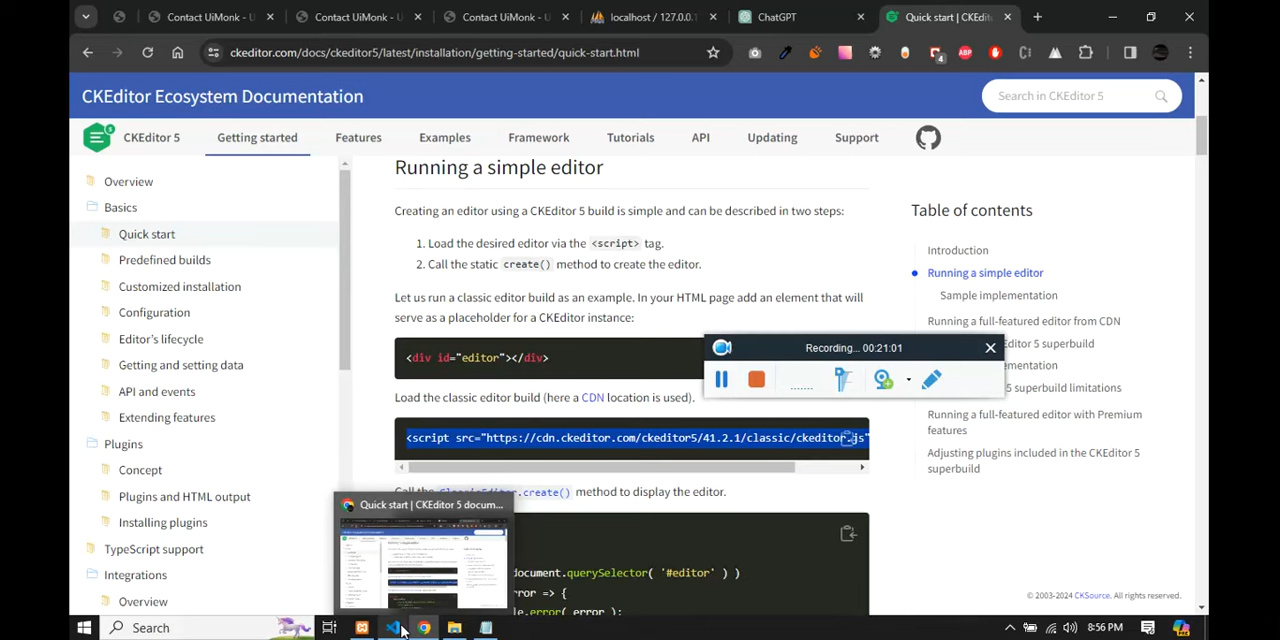 Contact UiMonk - U
Contact UiMonk - U
Contact UiMonk - U
localhost / 127.0.0.1
ChatGPT
Quick start | CKEdit
ckeditor.com/docs/ckeditor5/latest/installation/getting-started/quick-start.html
4
ABP
CKEditor Ecosystem Documentation
Search in CKEditor 5
5
CKEditor 5
Getting started
Features
Examples
Framework
Tutorials
API
Updating
Support
Overview
Basics
Quick start
Predefined builds
Customized installation
Configuration
Editor's lifecycle
Getting and setting data
API and events
Extending features
Plugins
Concept
Plugins and HTML output
Installing plugins
TypeScript support
Integrations
Overview
Running a simple editor
Creating an editor using a CKEditor 5 build is simple and can be described in two steps:
1. Load the desired editor via the <script> tag.
2. Call the static create() method to create the editor.
Let us run a classic editor build as an example. In your HTML page add an element that will
serve as a placeholder for a CKEditor instance:
<div id="editor"></div>
Load the classic editor build (here a CDN location is used).
<script src="https://cdn.ckeditor.com/ckeditor5/41.2.1/classic/ckeditor.js"
Call the ClassicEditor.create() method to display the editor.
document.querySelector( '#editor' ) )
error => {
le.error( error );
Table of contents
Introduction
Running a simple editor
Sample implementation
Running a full-featured editor from CDN
Editor 5 superbuild
mentation
5 superbuild limitations
Running a full-featured editor with Premium
features
Adjusting plugins included in the CKEditor 5
superbuild
© 2003-2024 CKSource. All rights reserved.
Recording... 00:21:01
Quick start | CKEditor 5 docum...
Search
8:56 PM